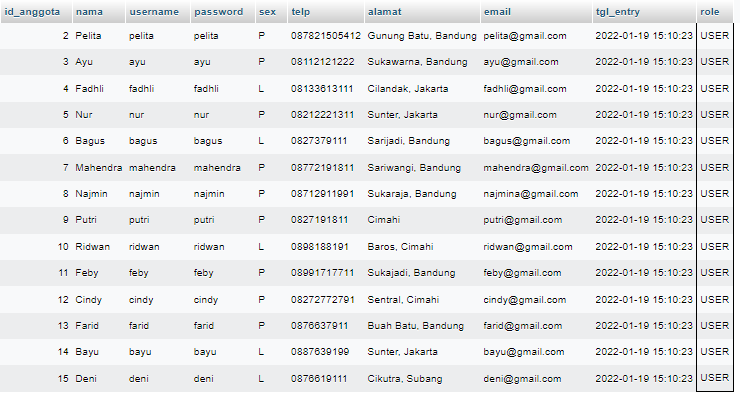 id_anggota nama username password sex telp alamat email tgl_entry role
2 Pelita pelita pelita P 087821505412 Gunung Batu, Bandung pelita@gmail.com 2022-01-19 15:10:23 USER
3 Ayu ayu ayu P 08112121222 Sukawarna, Bandung ayu@gmail.com 2022-01-19 15:10:23 USER
4 Fadhli fadhli fadhli L 08133613111 Cilandak, Jakarta fadhli@gmail.com 2022-01-19 15:10:23 USER
5 Nur nur nur P 08212221311 Sunter, Jakarta nur@gmail.com 2022-01-19 15:10:23 USER
6 Bagus bagus bagus L 0827379111 Sarijadi, Bandung bagus@gmail.com 2022-01-19 15:10:23 USER
7 Mahendra mahendra mahendra P 08772191811 Sariwangi, Bandung mahendra@gmail.com 2022-01-19 15:10:23 USER
8 Najmin najmin najmin P 08712911991 Sukaraja, Bandung najmina@gmail.com 2022-01-19 15:10:23 USER
9 Putri putri putri P 0827191811 Cimahi putri@gmail.com 2022-01-19 15:10:23 USER
10 Ridwan ridwan ridwan L 0898188191 Baros, Cimahi ridwan@gmail.com 2022-01-19 15:10:23 USER
11 Feby feby feby P 08991717711 Sukajadi, Bandung feby@gmail.com 2022-01-19 15:10:23 USER
12 Cindy cindy cindy P 08272772791 Sentral, Cimahi cindy@gmail.com 2022-01-19 15:10:23 USER
13 Farid farid farid P 0876637911 Buah Batu, Bandung farid@gmail.com 2022-01-19 15:10:23 USER
14 Bayu bayu bayu L 0887639199 Sunter, Jakarta bayu@gmail.com 2022-01-19 15:10:23 USER
15 Deni deni deni L 0876619111 Cikutra, Subang deni@gmail.com 2022-01-19 15:10:23 USER